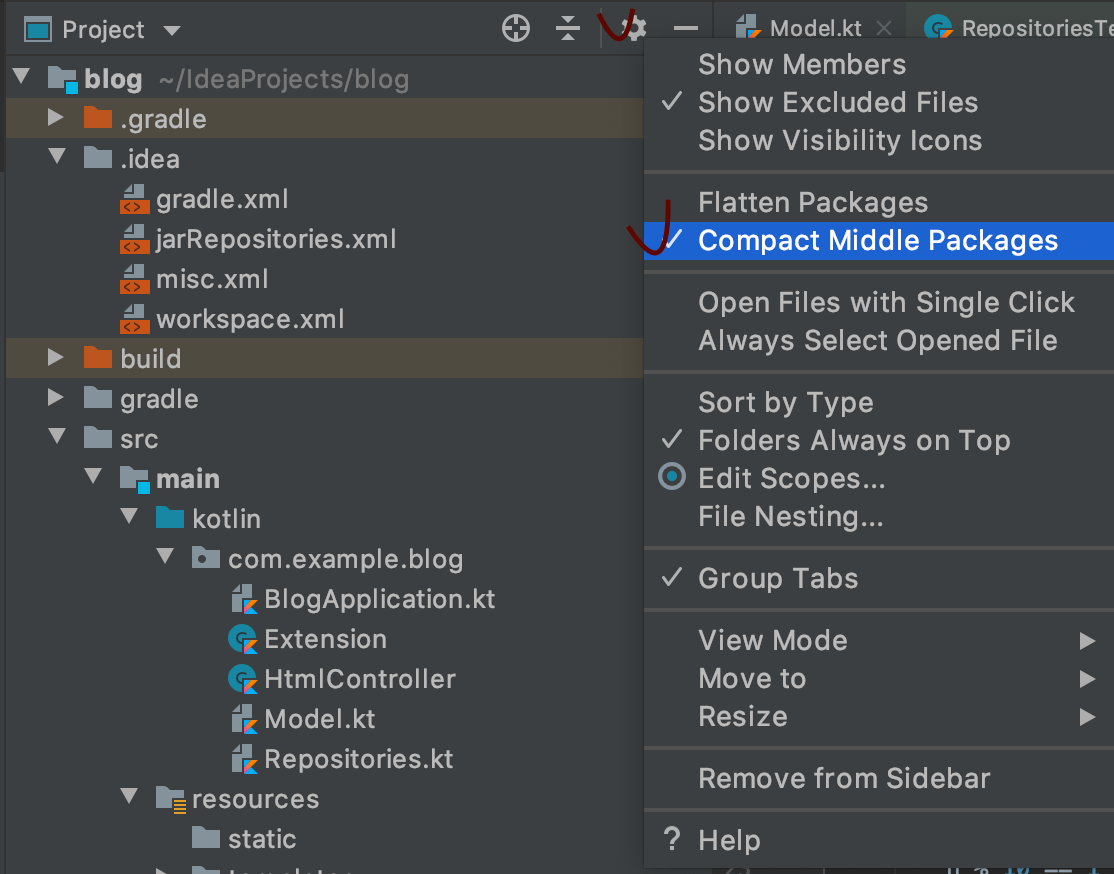 Project
Model.kt
RepositoriesTe
blog ~/IdeaProjects/blog
.gradle
.idea
gradle.xml
jarRepositories.xml
misc.xml
workspace.xml
build
gradle
src
main
kotlin
com.example.blog
BlogApplication.kt
Extension
HtmlController
Model.kt
Repositories.kt
resources
static
Show Members
Show Excluded Files
Show Visibility Icons
Flatten Packages
Compact Middle Packages
Open Files with Single Click
Always Select Opened File
Sort by Type
Folders Always on Top
Edit Scopes...
File Nesting...
Group Tabs
View Mode
Move to
Resize
Remove from Sidebar
? Help